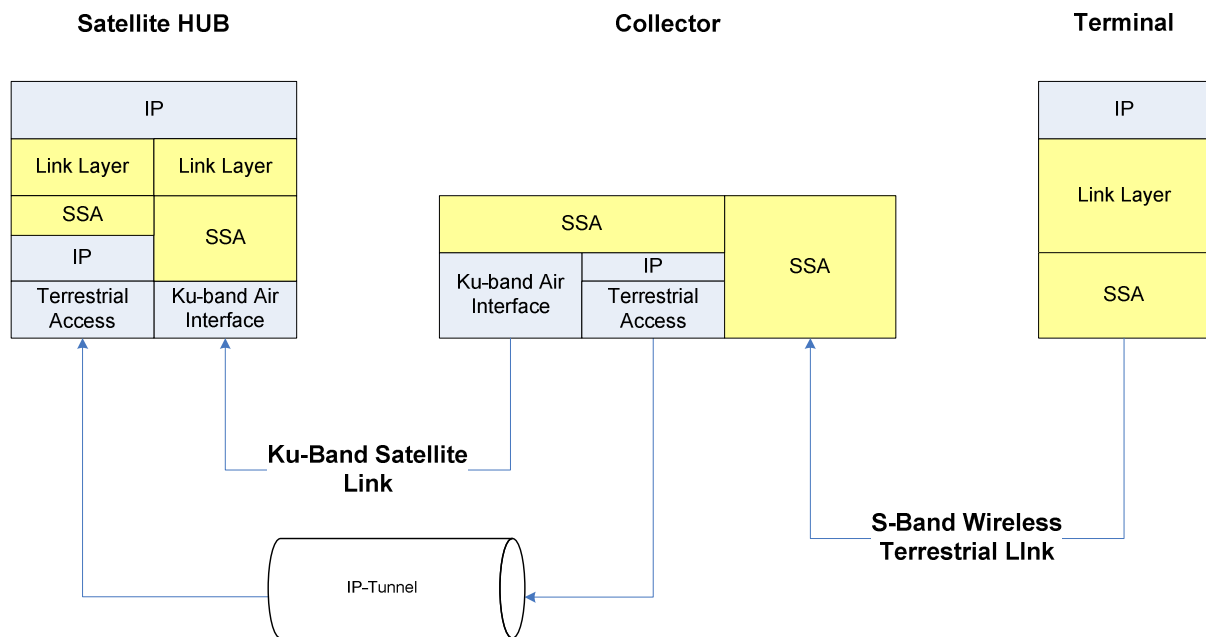 Satellite HUB
Collector
Terminal
IP
Link Layer
Link Layer
SSA
SSA
IP
Terrestrial
Access
Ku-band Air
Interface
SSA
Ku-band Air
Interface
IP
Terrestrial
Access
SSA
IP
Link Layer
SSA
Ku-Band Satellite
Link
S-Band Wireless
Terrestrial LInk
IP-Tunnel